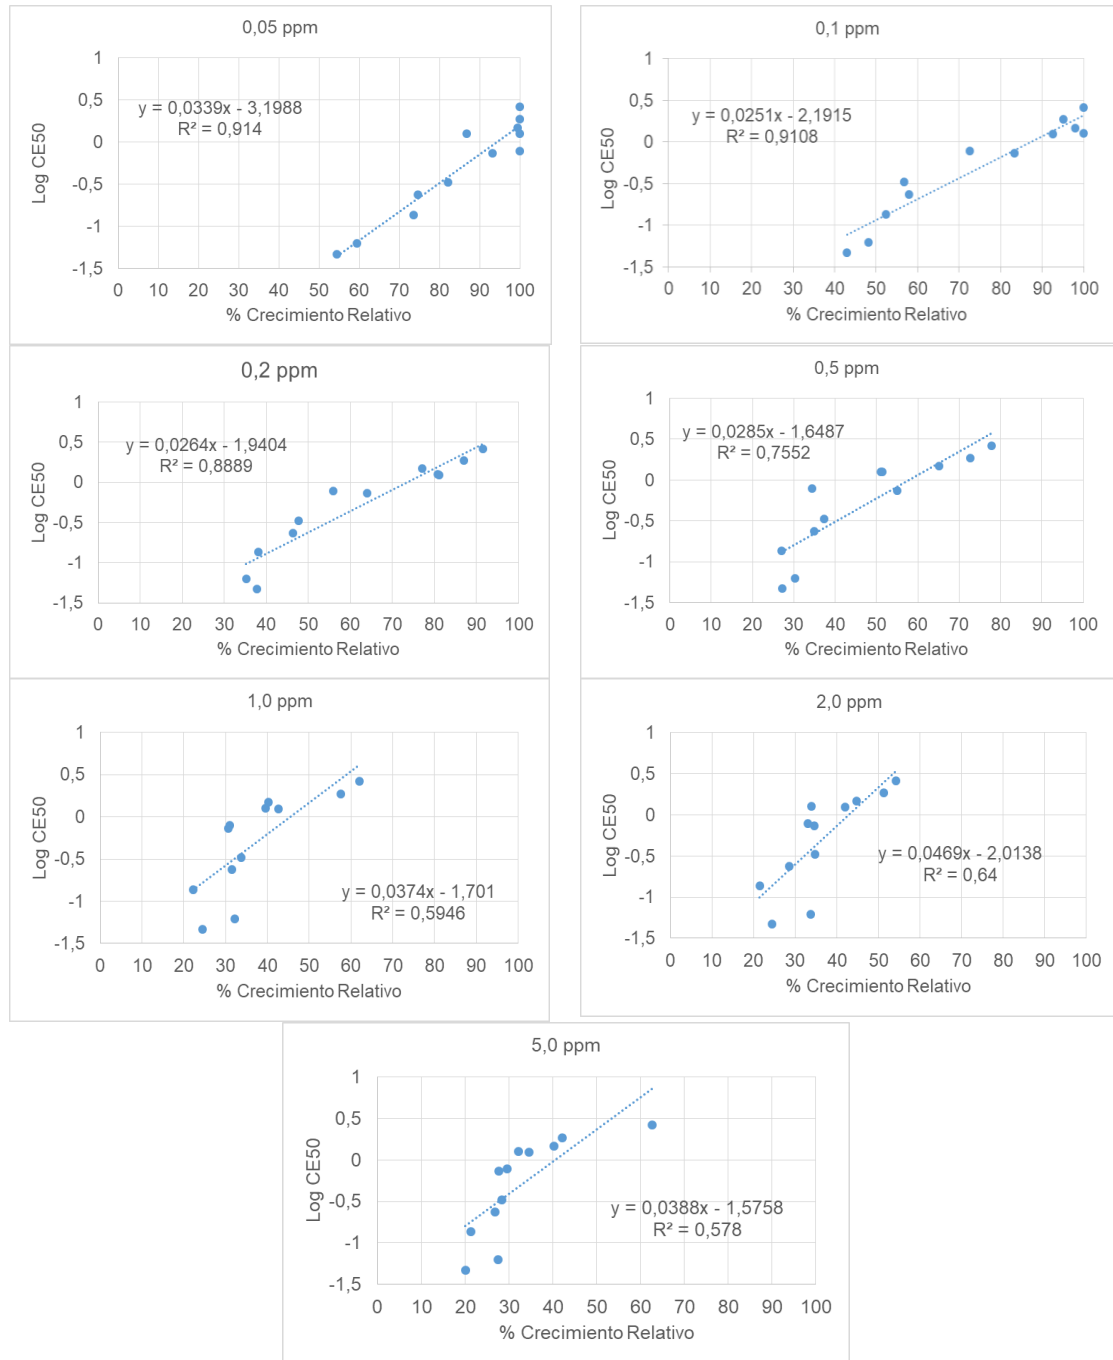 0,05 ppm
1
0,5
0
-0,5
-1
-1,5
Log CE50
y = 0,0339x - 3,1988
R² = 0,914
0 10 20 30 40 50 60 70 80 90 100
% Crecimiento Relativo
0,1 ppm
1
0,5
0
-0,5
-1
-1,5
Log CE50
y = 0,0251x - 2,1915
R² = 0,9108
0 10 20 30 40 50 60 70 80 90 100
% Crecimiento Relativo
0,2 ppm
1
0,5
0
-0,5
-1
-1,5
Log CE50
y = 0,0264x - 1,9404
R² = 0,8889
0 10 20 30 40 50 60 70 80 90 100
% Crecimiento Relativo
0,5 ppm
1
0,5
0
-0,5
-1
-1,5
Log CE50
y = 0,0285x - 1,6487
R² = 0,7552
0 10 20 30 40 50 60 70 80 90 100
% Crecimiento Relativo
1,0 ppm
1
0,5
0
-0,5
-1
-1,5
Log CE50
y = 0,0374x - 1,701
R² = 0,5946
0 10 20 30 40 50 60 70 80 90 100
% Crecimiento Relativo
2,0 ppm
1
0,5
0
-0,5
-1
-1,5
Log CE50
y = 0,0469x - 2,0138
R² = 0,64
0 10 20 30 40 50 60 70 80 90 100
% Crecimiento Relativo
5,0 ppm
1
0,5
0
-0,5
-1
-1,5
Log CE50
y = 0,0388x - 1,5758
R² = 0,578
0 10 20 30 40 50 60 70 80 90 100
% Crecimiento Relativo